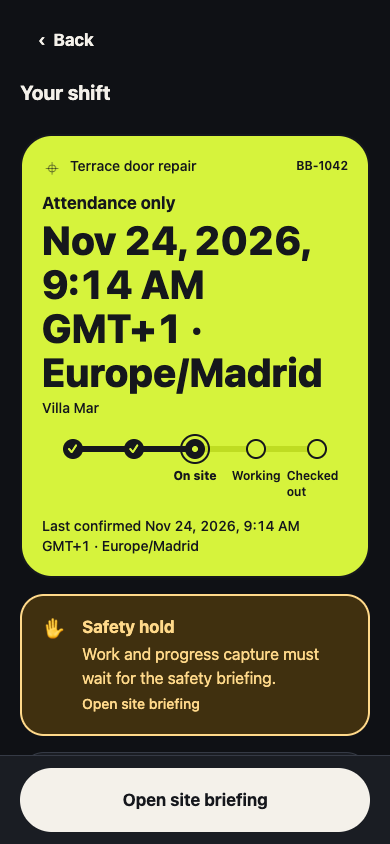 ‹ Back
Your shift
Terrace door repair
BB-1042
Attendance only
Nov 24, 2026,
9:14 AM
GMT+1 ·
Europe/Madrid
Villa Mar
On site
Working
Checked
out
Last confirmed Nov 24, 2026, 9:14 AM
GMT+1 · Europe/Madrid
Safety hold
Work and progress capture must
wait for the safety briefing.
Open site briefing
Open site briefing